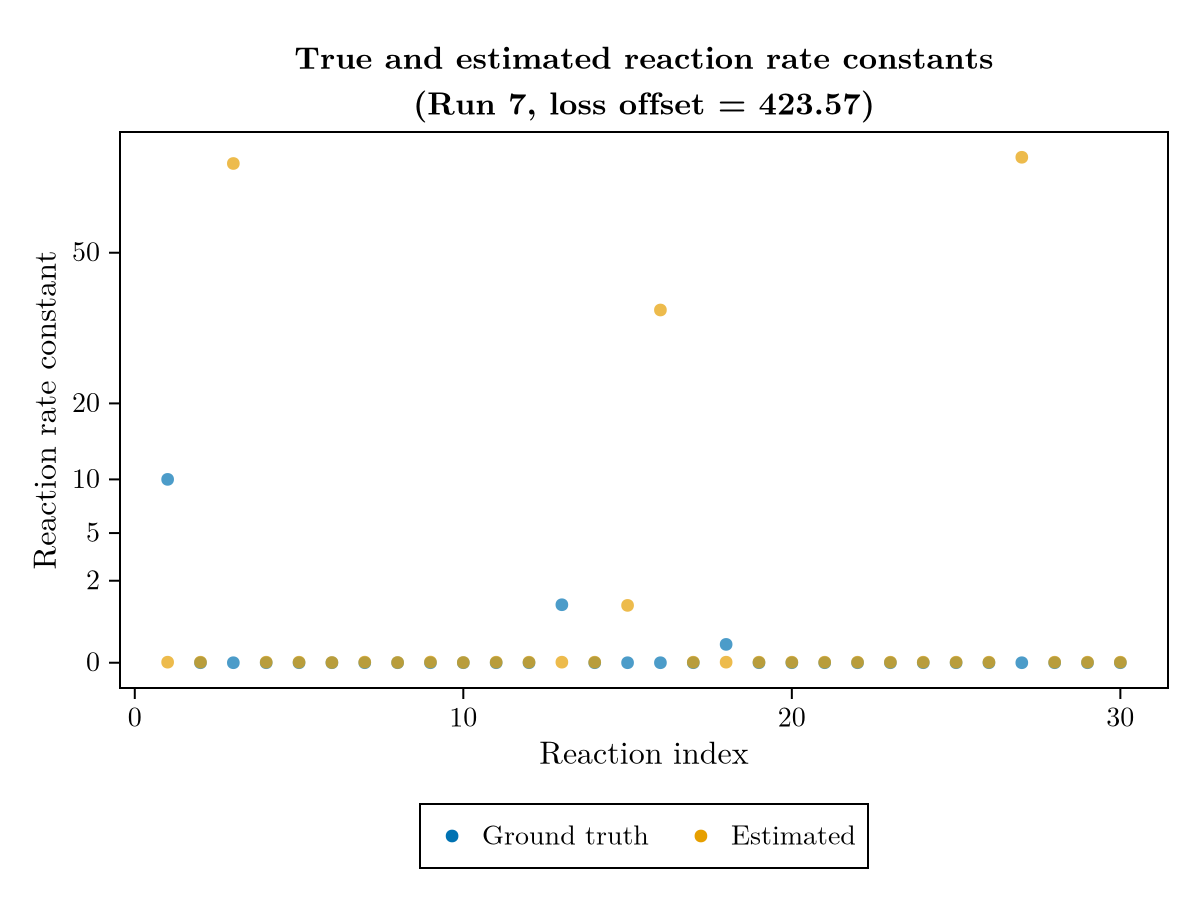 True and estimated reaction rate constants
(Run 7, loss offset = 423.57)
Reaction rate constant
50
20
10
5
2
0
0 10 20 30
Reaction index
Ground truth Estimated